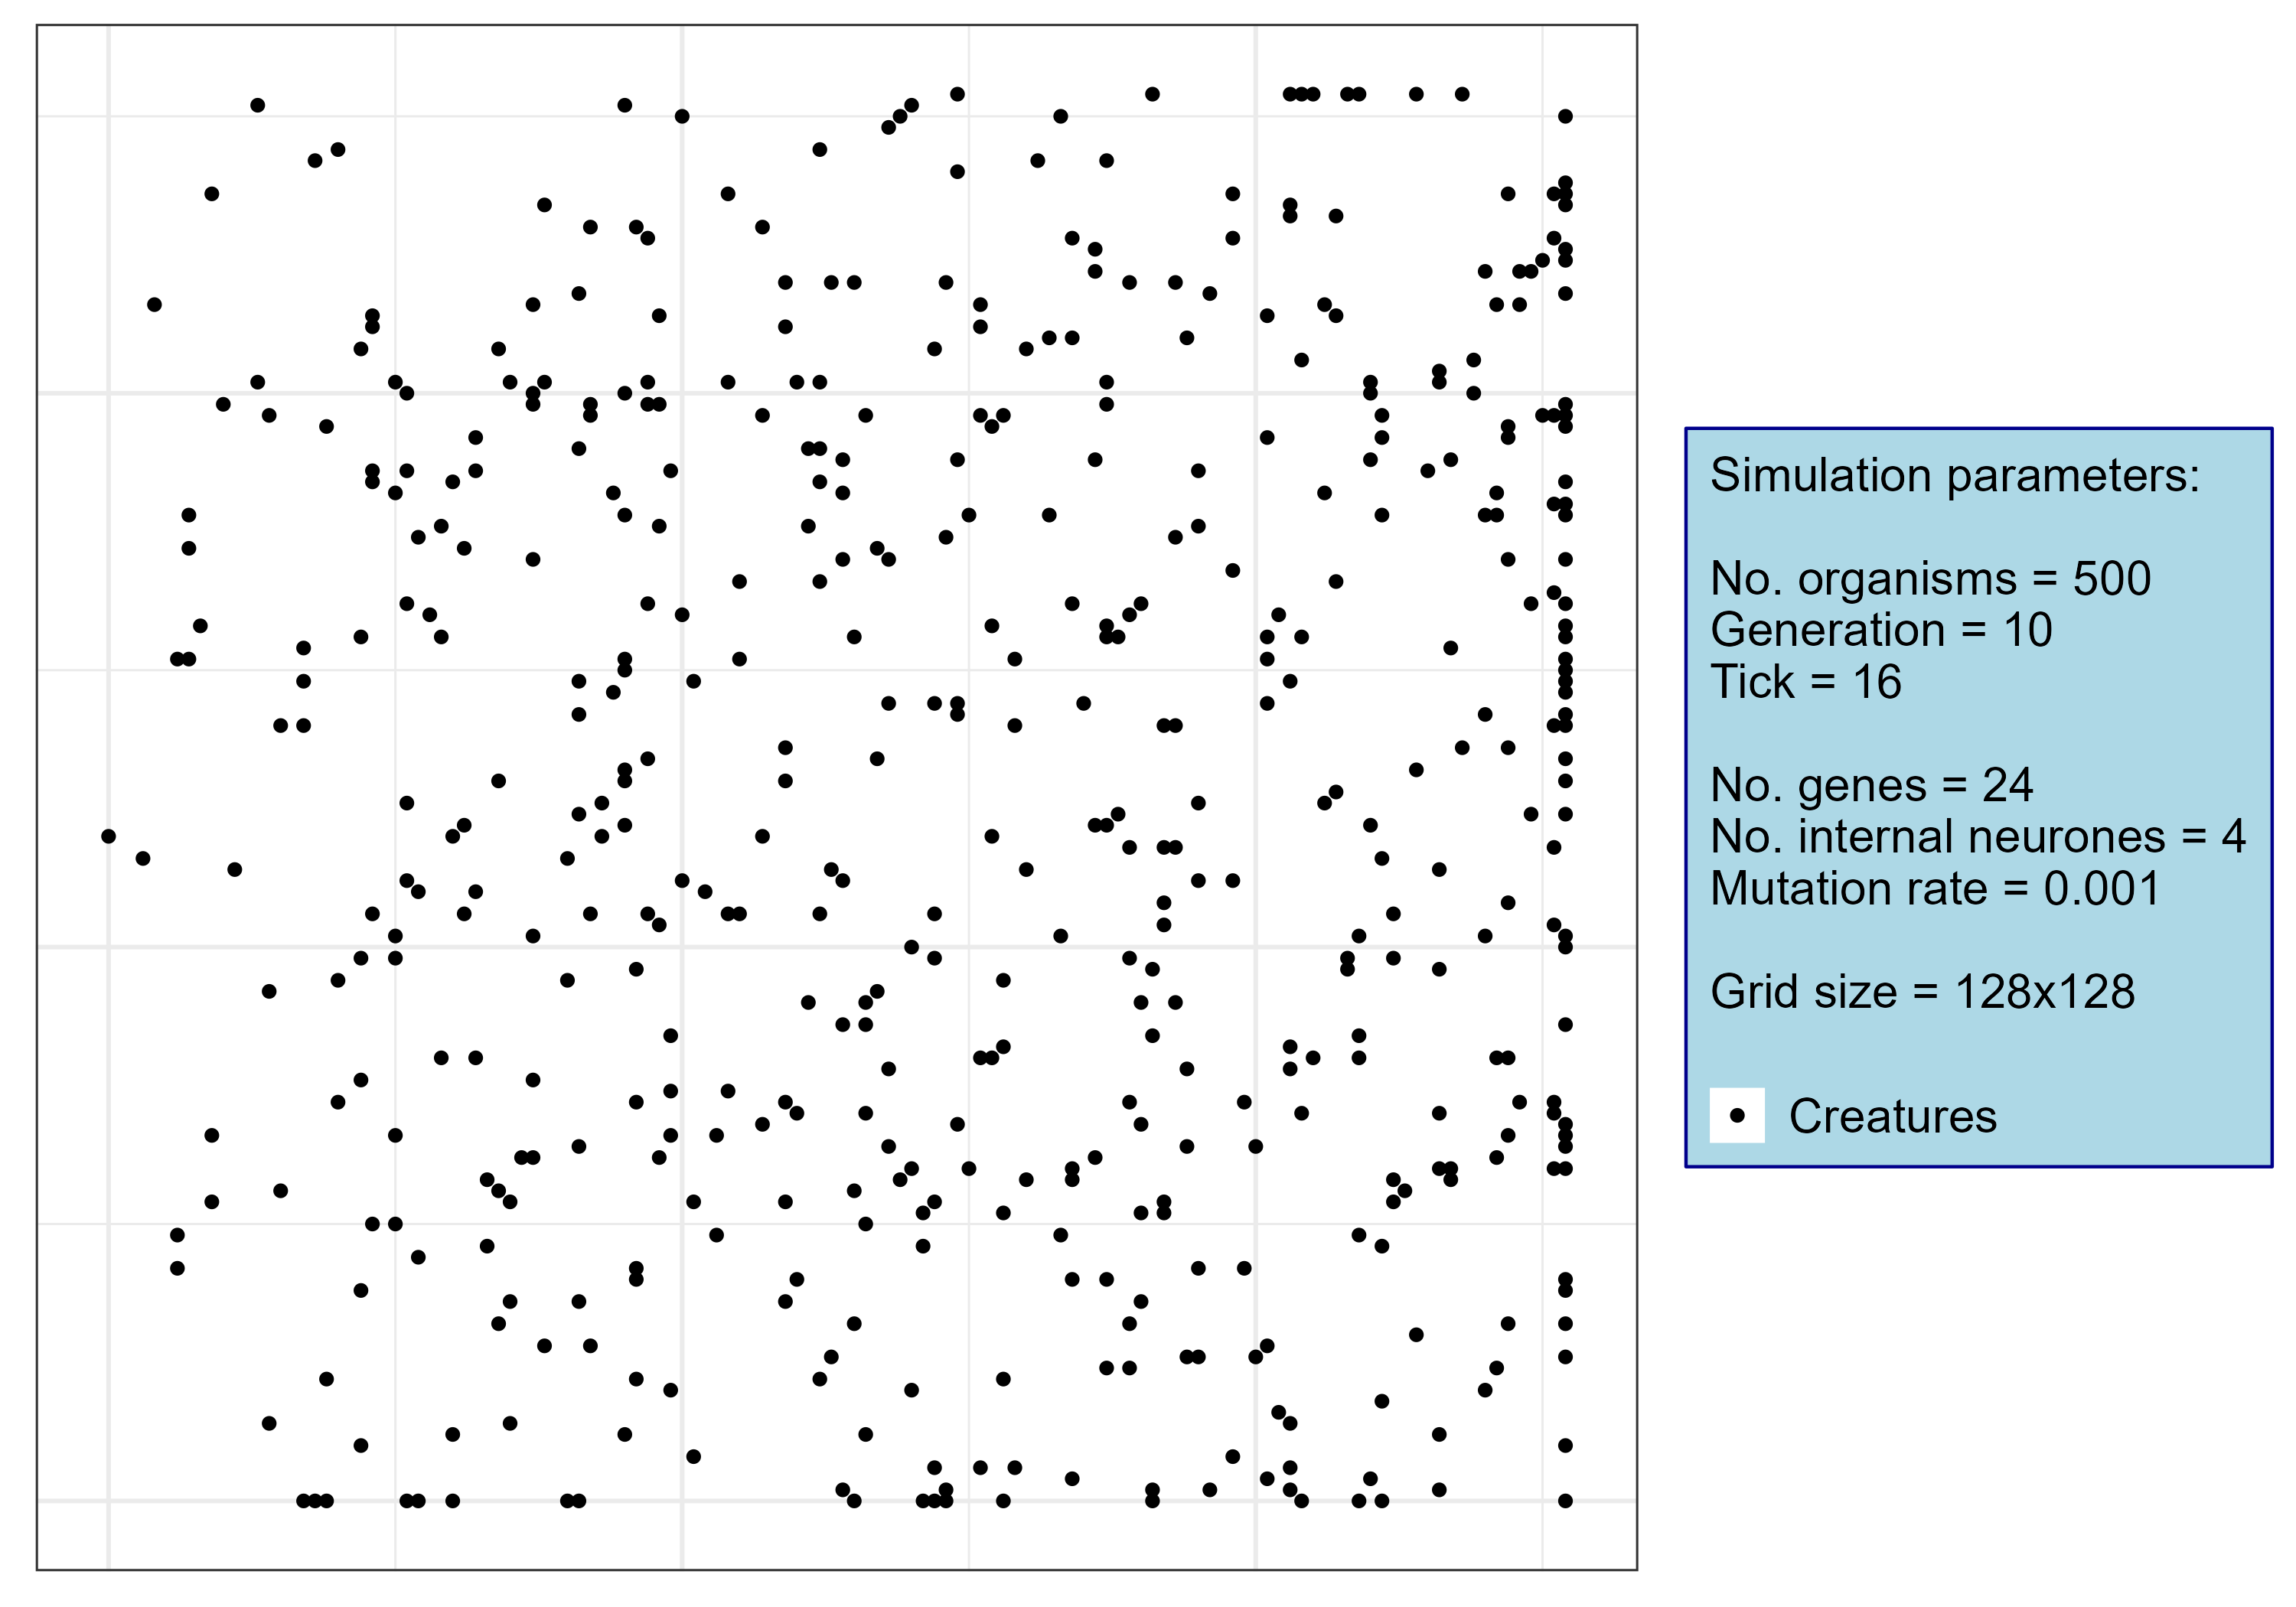 Simulation parameters:
No. organisms = 500
Generation = 10
Tick = 16
No. genes = 24
No. internal neurones = 4
Mutation rate = 0.001
Grid size = 128x128
Creatures